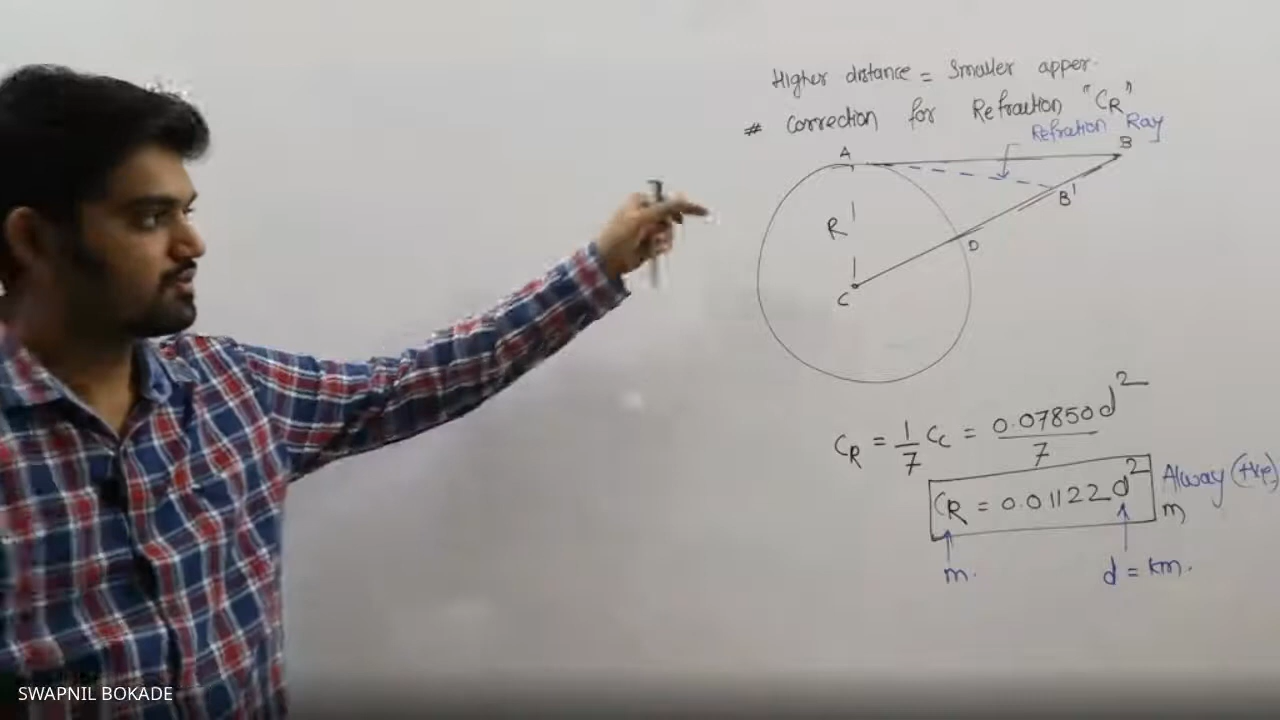 Higher distance = Smaller apper.
# Correction for Refraction "CR"
Refration Ray
A
B
B'
R
D
C
CR = 1/7 Cc = 0.07850d²/7
CR = 0.01122d² Alway (+ve)
m
m.
d = km.
SWAPNIL BOKADE